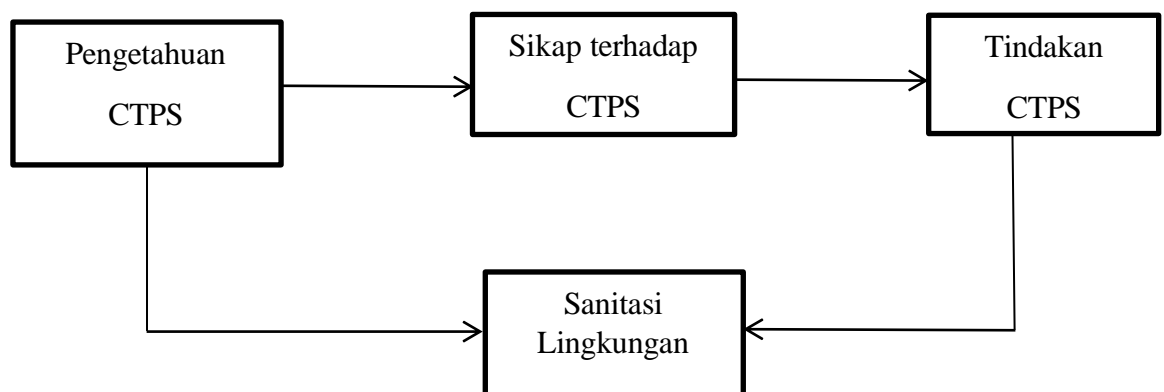 Pengetahuan
CTPS
Sikap terhadap
CTPS
Tindakan
CTPS
Sanitasi
Lingkungan